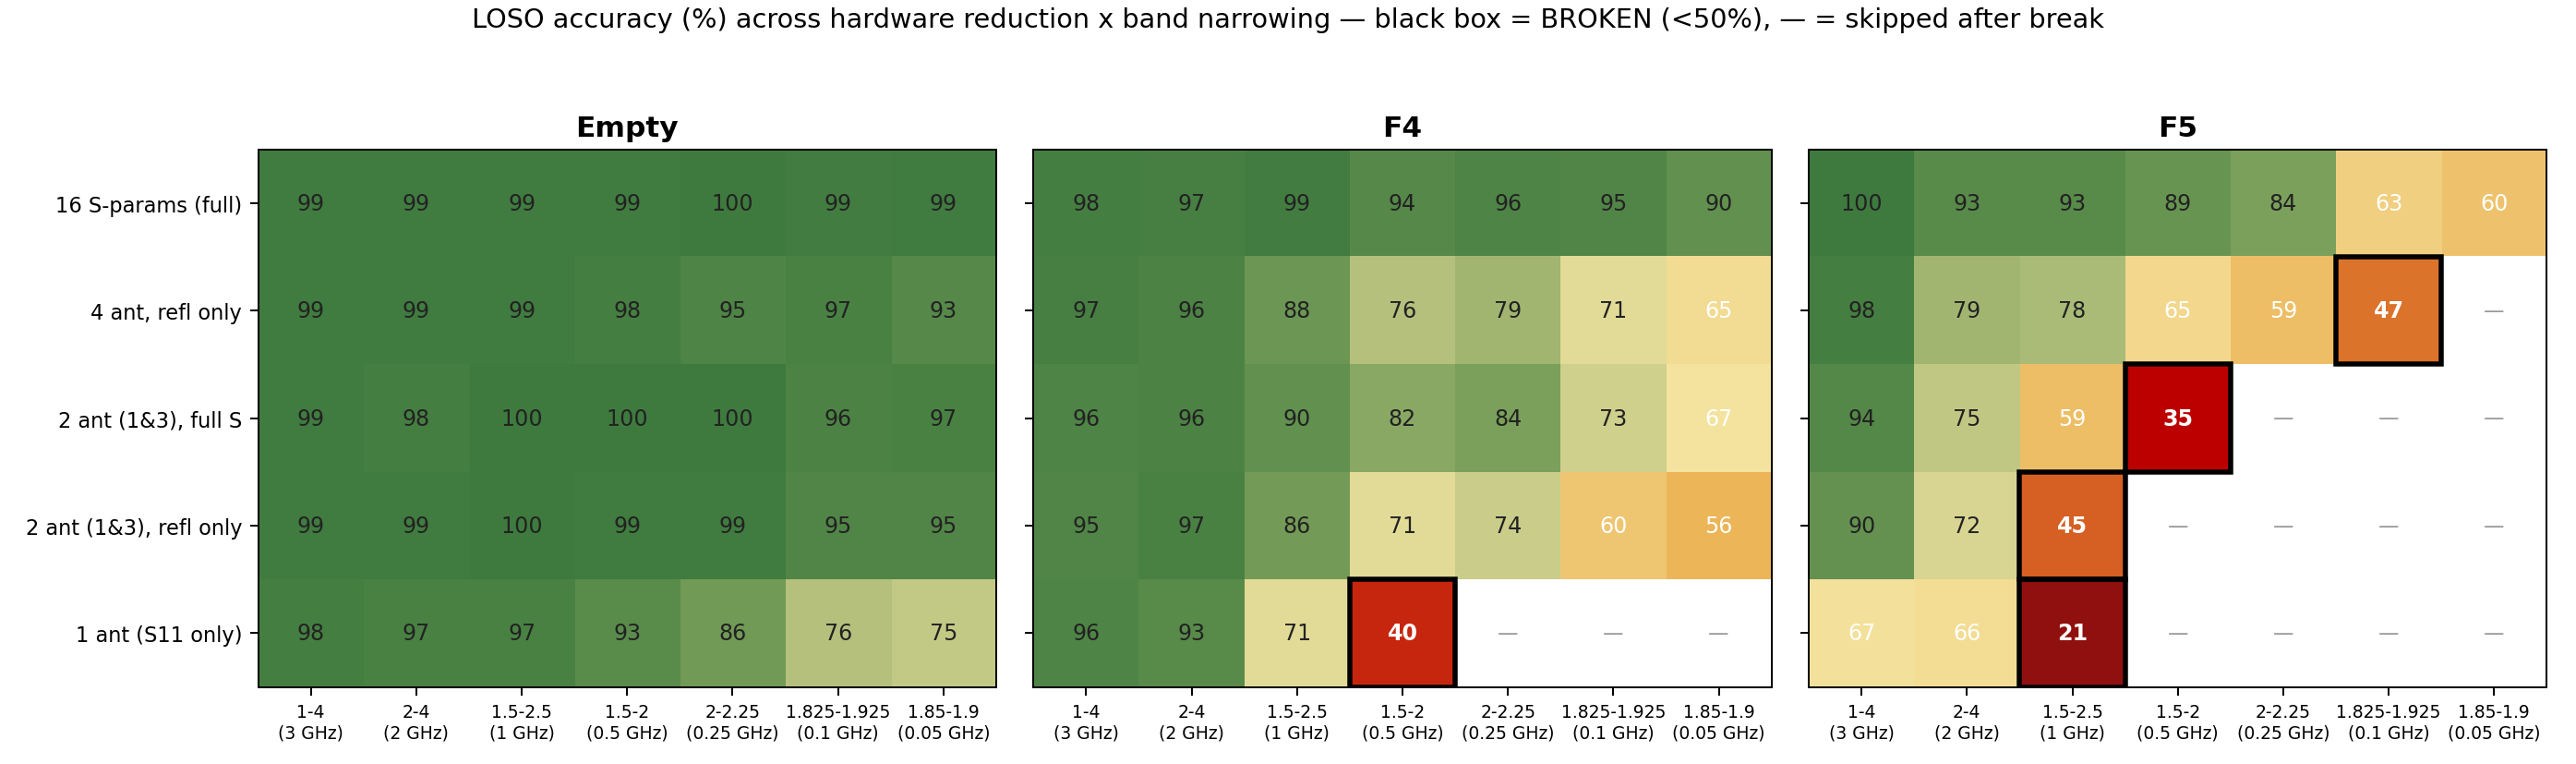 LOSO accuracy (%) across hardware reduction x band narrowing — black box = BROKEN (<50%), — = skipped after break
Empty F4 F5
16 S-params (full) 99 99 99 99 100 99 99 98 97 99 94 96 95 90 100 93 93 89 84 63 60
4 ant, refl only 99 99 99 98 95 97 93 97 96 88 76 79 71 65 98 79 78 65 59 47 —
2 ant (1&3), full S 99 98 100 100 100 96 97 96 96 90 82 84 73 67 94 75 59 35 — — —
2 ant (1&3), refl only 99 99 100 99 99 95 95 95 97 86 71 74 60 56 90 72 45 — — — —
1 ant (S11 only) 98 97 97 93 86 76 75 96 93 71 40 — — — 67 66 21 — — — —
1-4 2-4 1.5-2.5 1.5-2 2-2.25 1.825-1.925 1.85-1.9 1-4 2-4 1.5-2.5 1.5-2 2-2.25 1.825-1.925 1.85-1.9 1-4 2-4 1.5-2.5 1.5-2 2-2.25 1.825-1.925 1.85-1.9
(3 GHz) (2 GHz) (1 GHz) (0.5 GHz) (0.25 GHz) (0.1 GHz) (0.05 GHz) (3 GHz) (2 GHz) (1 GHz) (0.5 GHz) (0.25 GHz) (0.1 GHz) (0.05 GHz) (3 GHz) (2 GHz) (1 GHz) (0.5 GHz) (0.25 GHz) (0.1 GHz) (0.05 GHz)